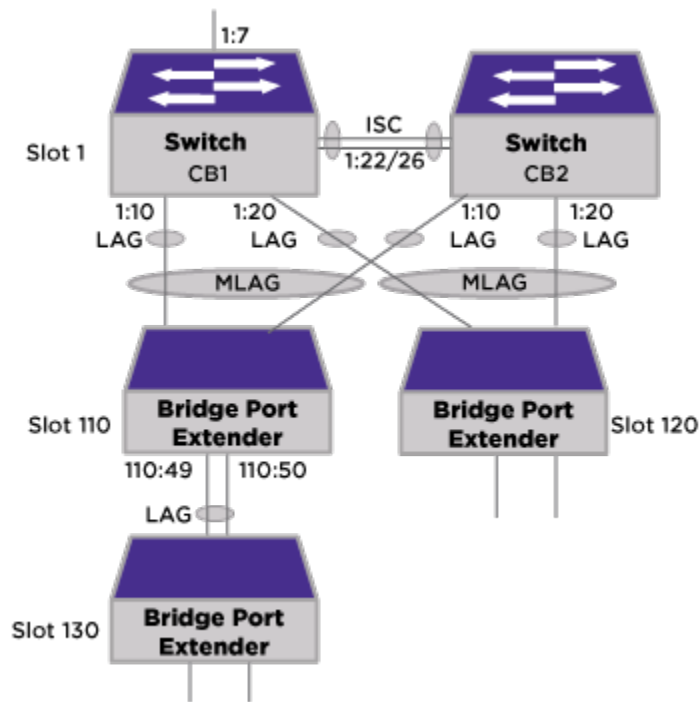 1:7
Slot 1
Switch
CB1
ISC
1:22/26
Switch
CB2
1:10
LAG
1:20
LAG
1:10
LAG
1:20
LAG
MLAG
MLAG
Slot 110
Bridge Port
Extender
Bridge Port
Extender
Slot 120
110:49
110:50
LAG
Slot 130
Bridge Port
Extender